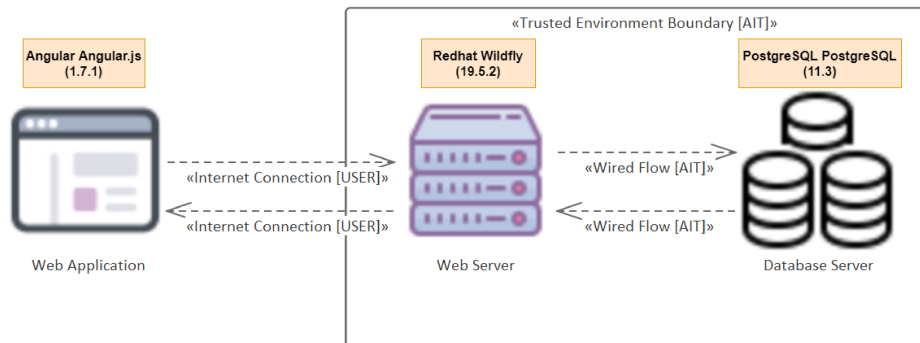 «Trusted Environment Boundary [AIT]»
Angular Angular.js
(1.7.1)
Redhat Wildfly
(19.5.2)
PostgreSQL PostgreSQL
(11.3)
«Internet Connection [USER]»
«Wired Flow [AIT]»
«Internet Connection [USER]»
«Wired Flow [AIT]»
Web Application
Web Server
Database Server